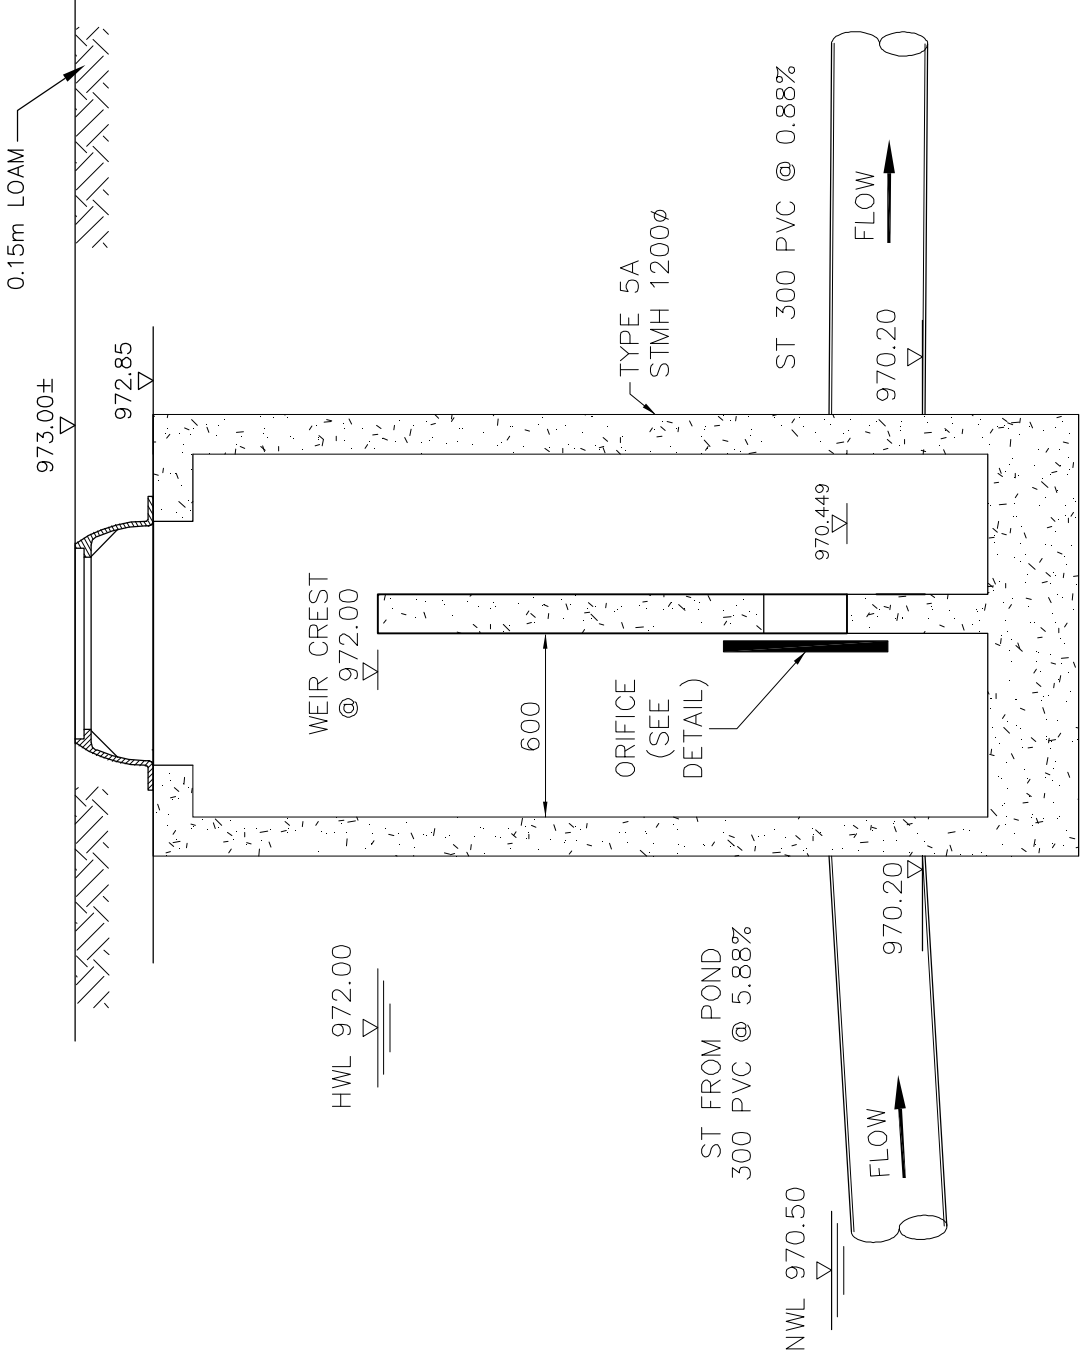 0.15m LOAM
973.00±
972.85
TYPE 5A
STMH 1200ø
ST 300 PVC @ 0.88%
FLOW
970.20
970.449
WEIR CREST
@ 972.00
600
ORIFICE
(SEE
DETAIL)
HWL 972.00
ST FROM POND
300 PVC @ 5.88%
970.20
FLOW
NWL 970.50